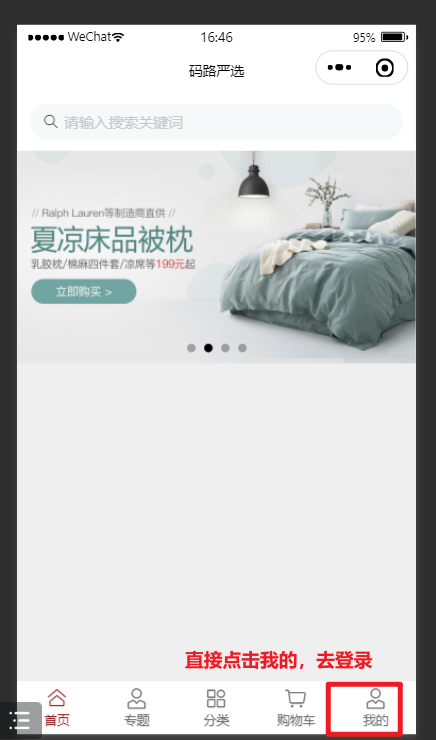 WeChat 16:46 95%
码路严选
请输入搜索关键词
// Ralph Lauren等制造商直供 //
夏凉床品被枕
乳胶枕/棉麻四件套/凉席等199元起
立即购买 >
直接点击我的，去登录
首页 专题 分类 购物车 我的